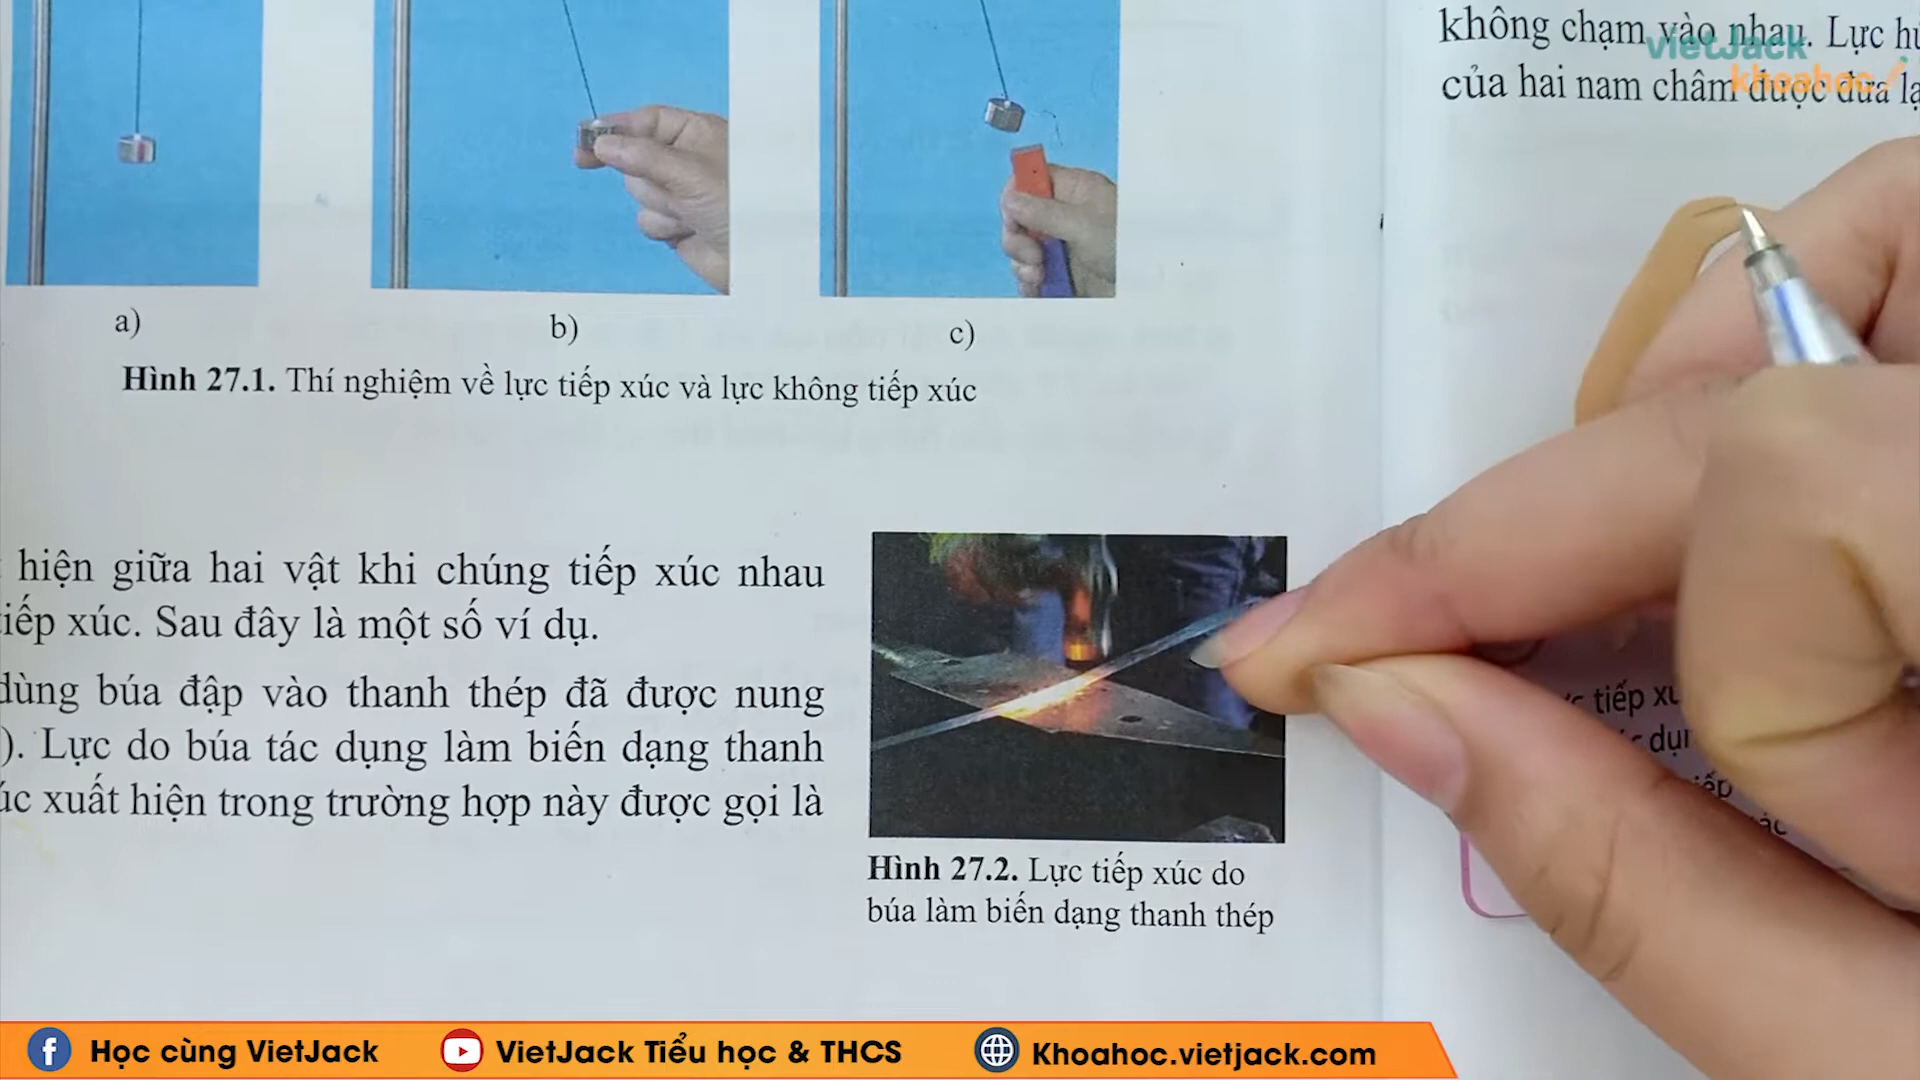 a)
b)
c)
Hình 27.1. Thí nghiệm về lực tiếp xúc và lực không tiếp xúc
hiện giữa hai vật khi chúng tiếp xúc nhau
tiếp xúc. Sau đây là một số ví dụ.
dùng búa đập vào thanh thép đã được nung
). Lực do búa tác dụng làm biến dạng thanh
xuất hiện trong trường hợp này được gọi là
Hình 27.2. Lực tiếp xúc do
búa làm biến dạng thanh thép
không chạm vào nhau. Lực
của hai nam châm được đưa
vietJack
khoahoc
tiếp
Học cùng VietJack
VietJack Tiểu học & THCS
Khoahoc.vietjack.com